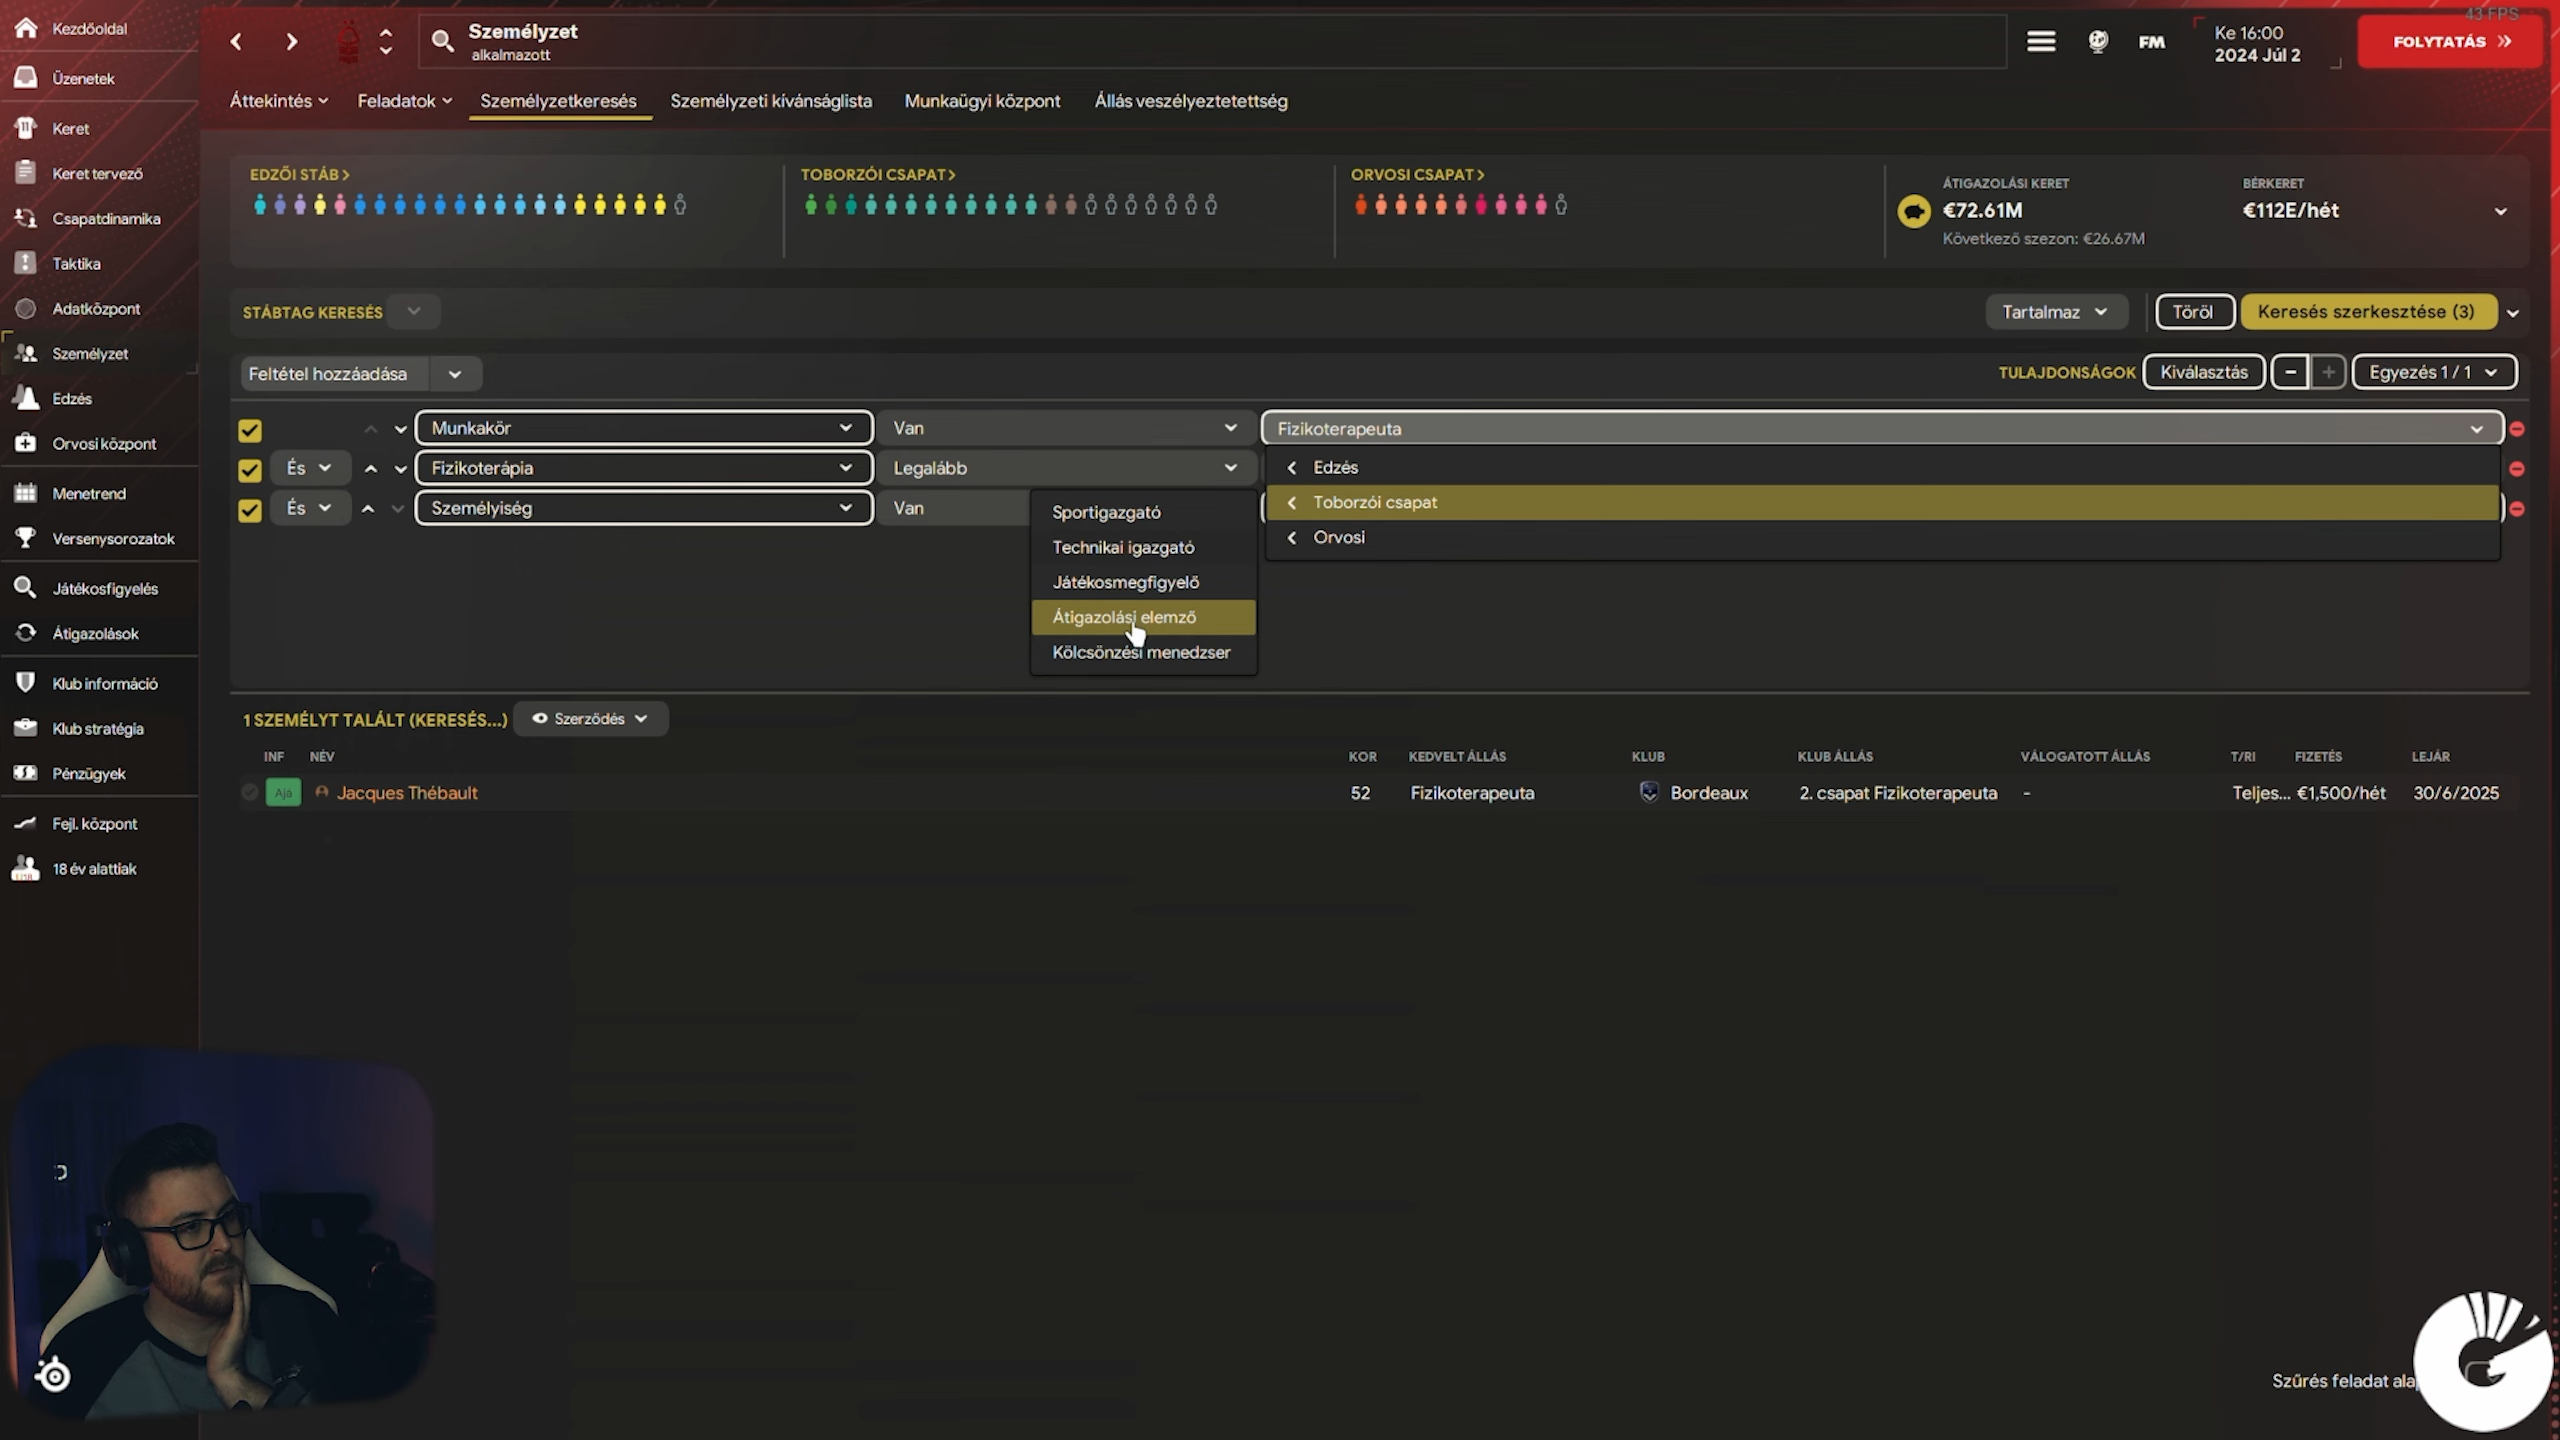 Kezdőoldal
Üzenetek
Keret
Keret tervező
Csapatdinamika
Taktika
Adatközpont
Személyzet
Edzés
Orvosi központ
Menetrend
Versenysorozatok
Játékosfigyelés
Átigazolások
Klub információ
Klub stratégia
Pénzügyek
Fejl. központ
18 év alattiak
Személyzet
alkalmazott
FM
Ke 16:00
2024 Júl 2
43 FPS
FOLYTATÁS
Áttekintés
Feladatok
Személyzetkeresés
Személyzeti kívánságlista
Munkaügyi központ
Állás veszélyeztetettség
EDZŐI STÁB
TOBORZÓI CSAPAT
ORVOSI CSAPAT
ÁTIGAZOLÁSI KERET
€72.61M
Következő szezon: €26.67M
BÉRKERET
€112E/hét
STÁBTAG KERESÉS
Tartalmaz
Töröl
Keresés szerkesztése (3)
Feltétel hozzáadása
TULAJDONSÁGOK
Kiválasztás
Egyezés 1 / 1
Munkakör
Van
Fizikoterapeuta
És
Fizikoterápia
Legalább
És
Személyiség
Van
Edzés
Toborzói csapat
Orvosi
Sportigazgató
Technikai igazgató
Játékosmegfigyelő
Átigazolási elemző
Kölcsönzési menedzser
1 SZEMÉLYT TALÁLT (KERESÉS...)
Szerződés
INF NÉV KOR KEDVELT ÁLLÁS KLUB KLUB ÁLLÁS VÁLOGATOTT ÁLLÁS T/RI FIZETÉS LEJÁR
Ajá Jacques Thébault 52 Fizikoterapeuta Bordeaux 2. csapat Fizikoterapeuta - Teljes... €1,500/hét 30/6/2025
Szűrés feladat ala